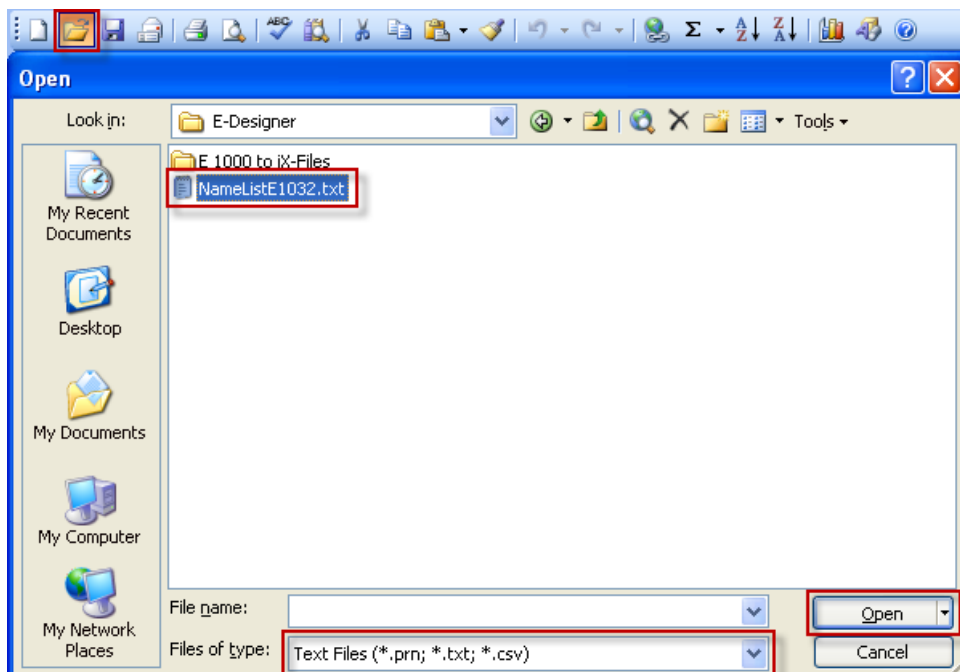 ABC
Σ
A
Z
Z
A
?
Open
?
Look in:
E-Designer
Tools
E 1000 to iX-Files
NameListE1032.txt
My Recent
Documents
Desktop
My Documents
My Computer
My Network
Places
File name:
Open
Files of type:
Text Files (*.prn; *.txt; *.csv)
Cancel